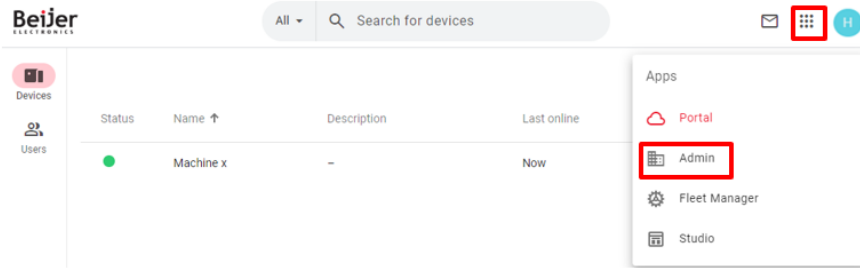 Beijer
ELECTRONICS
All
Search for devices
H
Apps
Devices
Portal
Status Name Description Last online
Users
Admin
Machine x – Now
Fleet Manager
Studio